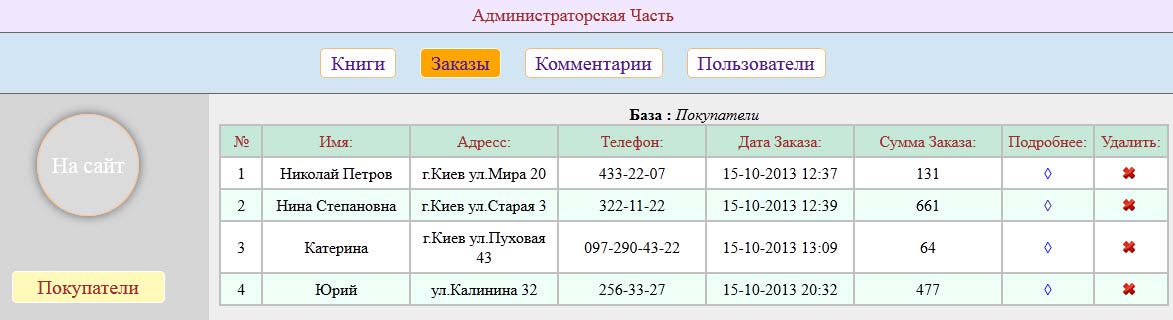 Администраторская Часть
Книги Заказы Комментарии Пользователи
На сайт
Покупатели
База : Покупатели
№ Имя: Адресс: Телефон: Дата Заказа: Сумма Заказа: Подробнее: Удалить:
1 Николай Петров г.Киев ул.Мира 20 433-22-07 15-10-2013 12:37 131 ◊
2 Нина Степановна г.Киев ул.Старая 3 322-11-22 15-10-2013 12:39 661 ◊
3 Катерина г.Киев ул.Пуховая 43 097-290-43-22 15-10-2013 13:09 64 ◊
4 Юрий ул.Калинина 32 256-33-27 15-10-2013 20:32 477 ◊